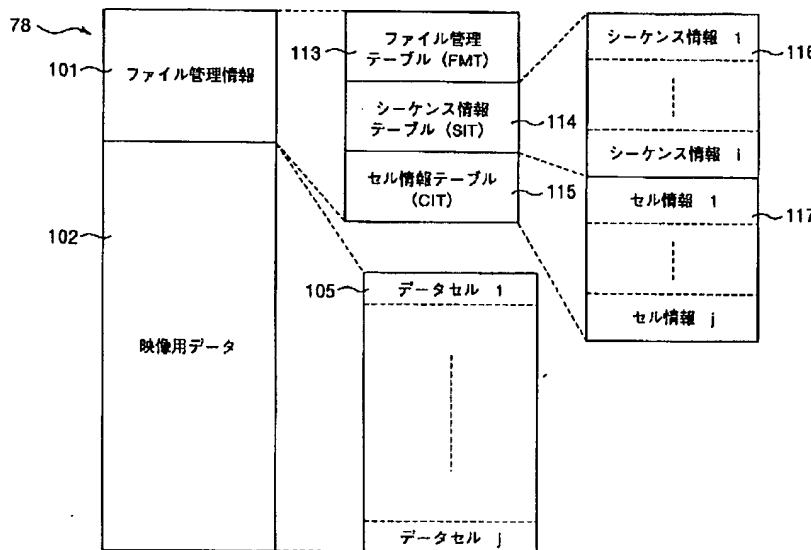 78
101
ファイル管理情報
102
映像用データ
113
ファイル管理
テーブル (FMT)
シーケンス情報
テーブル (SIT)
114
セル情報テーブル
(CIT)
115
シーケンス情報 1
116
シーケンス情報 i
セル情報 1
117
セル情報 j
105
データセル 1
データセル j